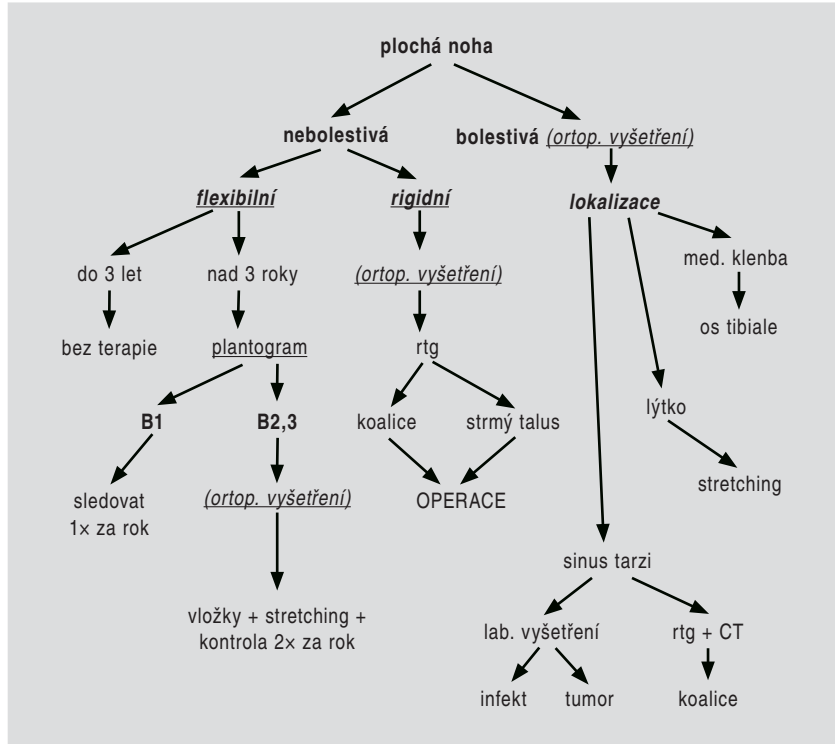 plochá noha
nebolestivá
bolestivá (ortop. vyšetření)
flexibilní
rigidní
lokalizace
do 3 let
nad 3 roky
(ortop. vyšetření)
med. klenba
bez terapie
plantogram
rtg
os tibiale
B1
B2,3
koalice
strmý talus
lýtko
sledovat
1× za rok
(ortop. vyšetření)
OPERACE
stretching
sinus tarzi
vložky + stretching +
kontrola 2× za rok
lab. vyšetření
rtg + CT
infekt
tumor
koalice